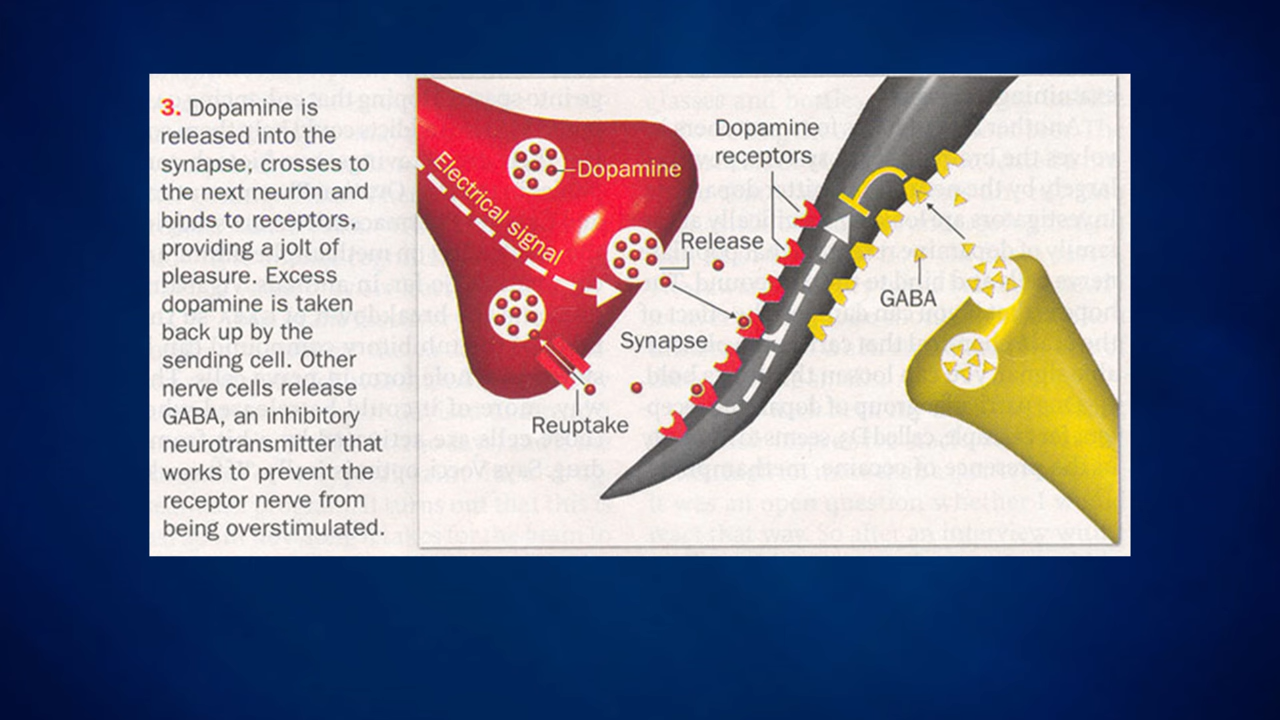 3. Dopamine is
released into the
synapse, crosses to
the next neuron and
binds to receptors,
providing a jolt of
pleasure. Excess
dopamine is taken
back up by the
sending cell. Other
nerve cells release
GABA, an inhibitory
neurotransmitter that
works to prevent the
receptor nerve from
being overstimulated.
Electrical signal
Dopamine
Release
Synapse
Reuptake
Dopamine
receptors
GABA